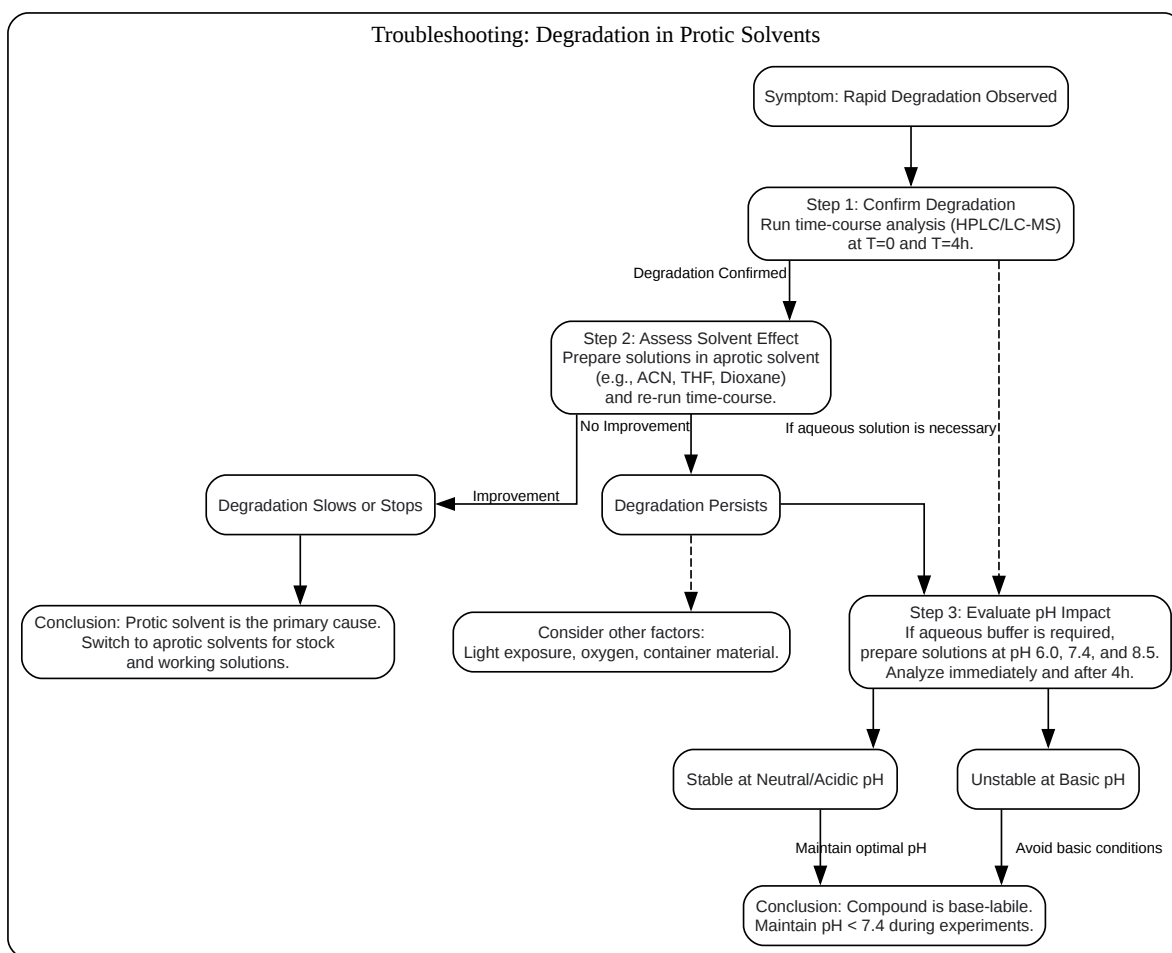 Troubleshooting: Degradation in Protic Solvents
Symptom: Rapid Degradation Observed
Step 1: Confirm Degradation
Run time-course analysis (HPLC/LC-MS)
at T=0 and T=4h.
Degradation Confirmed
Step 2: Assess Solvent Effect
Prepare solutions in aprotic solvent
(e.g., ACN, THF, Dioxane)
and re-run time-course.
No Improvement
If aqueous solution is necessary
Improvement
Degradation Slows or Stops
Degradation Persists
Conclusion: Protic solvent is the primary cause.
Switch to aprotic solvents for stock
and working solutions.
Consider other factors:
Light exposure, oxygen, container material.
Step 3: Evaluate pH Impact
If aqueous buffer is required,
prepare solutions at pH 6.0, 7.4, and 8.5.
Analyze immediately and after 4h.
Stable at Neutral/Acidic pH
Unstable at Basic pH
Maintain optimal pH
Avoid basic conditions
Conclusion: Compound is base-labile.
Maintain pH < 7.4 during experiments.